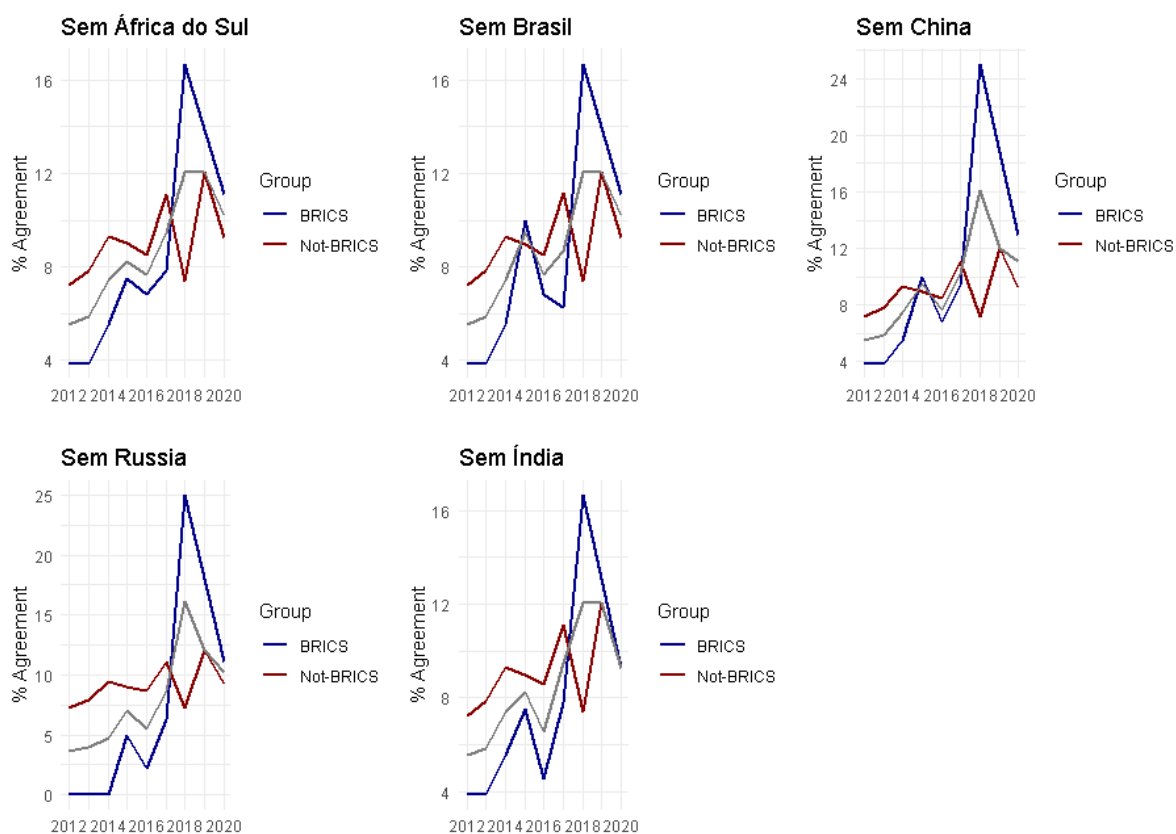 Sem África do Sul
% Agreement
16
12
8
4
2012 2014 2016 2018 2020
Group
BRICS
Not-BRICS
Sem Brasil
% Agreement
16
12
8
4
2012 2014 2016 2018 2020
Group
BRICS
Not-BRICS
Sem China
% Agreement
24
20
16
12
8
4
2012 2014 2016 2018 2020
Group
BRICS
Not-BRICS
Sem Russia
% Agreement
25
20
15
10
5
0
2012 2014 2016 2018 2020
Group
BRICS
Not-BRICS
Sem Índia
% Agreement
16
12
8
4
2012 2014 2016 2018 2020
Group
BRICS
Not-BRICS